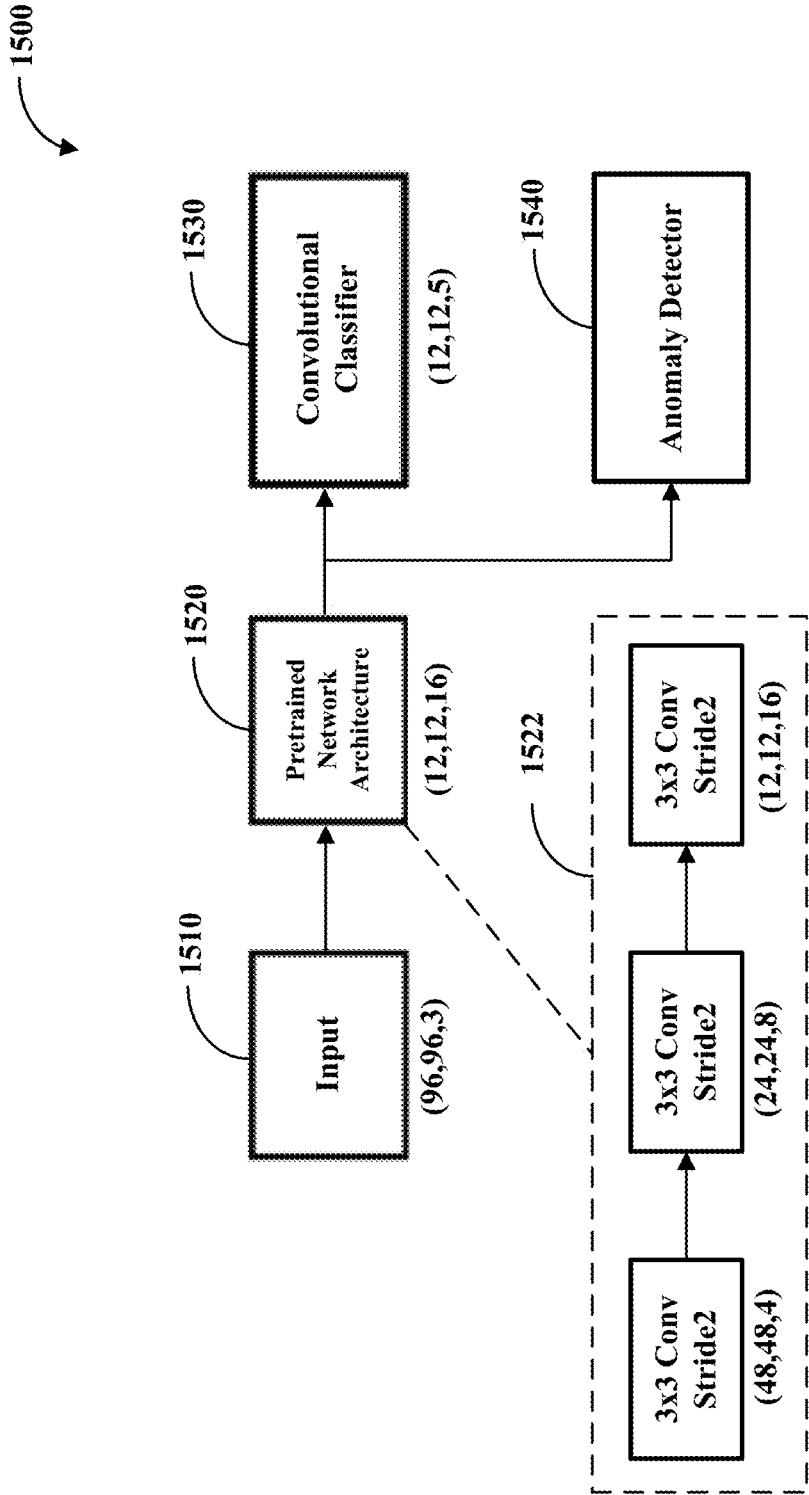 1500
1510
Input
(96,96,3)
1520
Pretrained
Network
Architecture
(12,12,16)
1530
Convolutional
Classifier
(12,12,5)
1540
Anomaly Detector
1522
3x3 Conv
Stride2
(48,48,4)
3x3 Conv
Stride2
(24,24,8)
3x3 Conv
Stride2
(12,12,16)